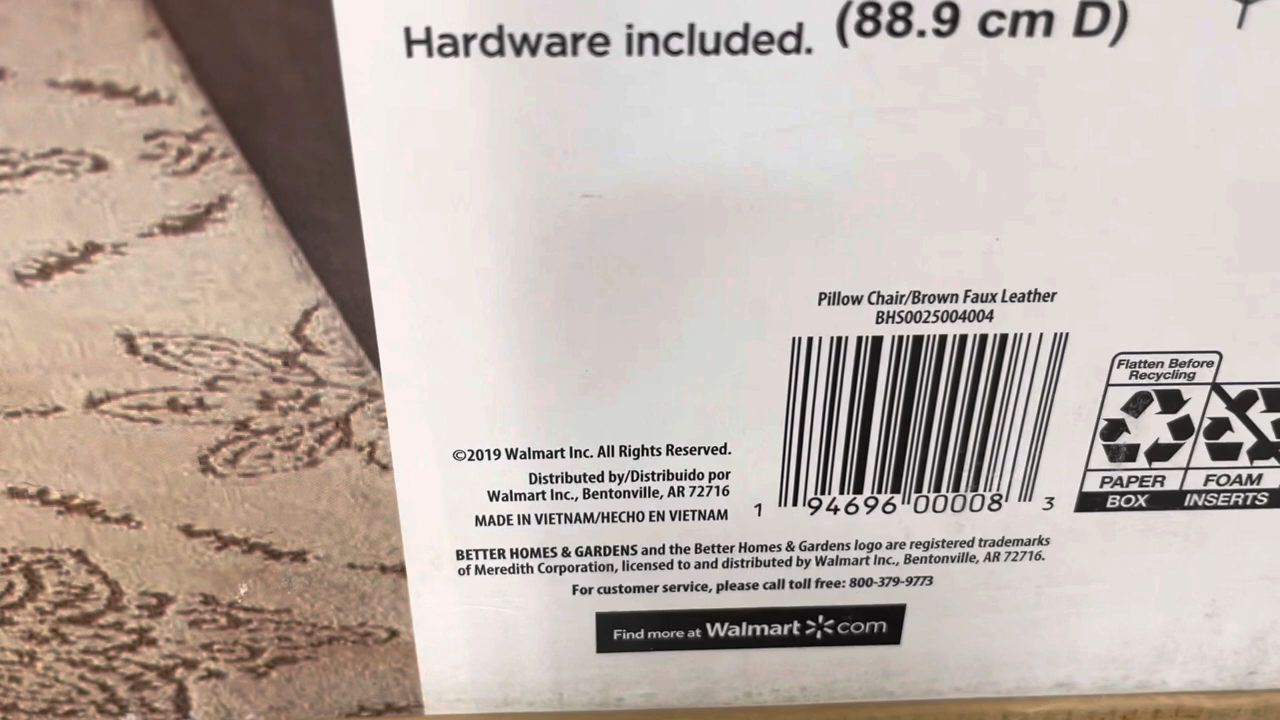 Hardware included. (88.9 cm D)
Pillow Chair/Brown Faux Leather
BHS0025004004
Flatten Before
Recycling
©2019 Walmart Inc. All Rights Reserved.
Distributed by/Distribuido por
Walmart Inc., Bentonville, AR 72716
MADE IN VIETNAM/HECHO EN VIETNAM
1 94696 00008 3
PAPER FOAM
BOX INSERTS
BETTER HOMES & GARDENS and the Better Homes & Gardens logo are registered trademarks
of Meredith Corporation, licensed to and distributed by Walmart Inc., Bentonville, AR 72716.
For customer service, please call toll free: 800-379-9773
Find more at Walmart com